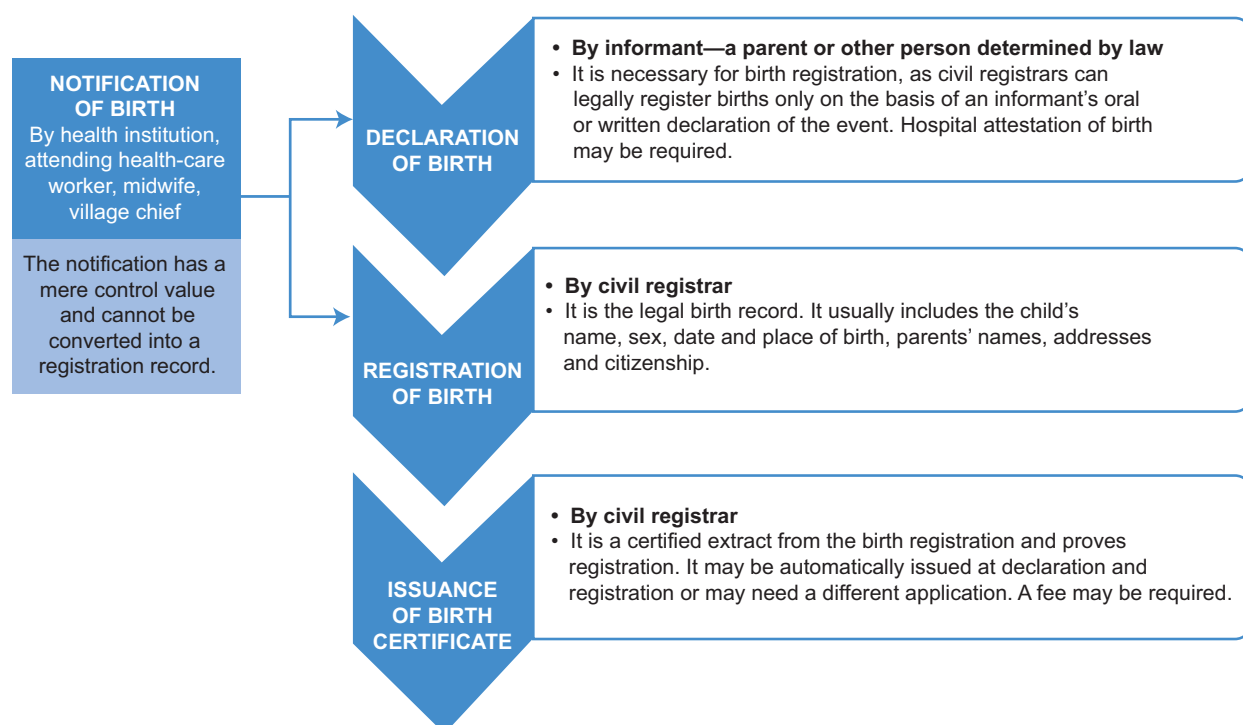 NOTIFICATION
OF BIRTH
By health institution,
attending health-care
worker, midwife,
village chief
The notification has a
mere control value
and cannot be
converted into a
registration record.
DECLARATION
OF BIRTH
• By informant—a parent or other person determined by law
• It is necessary for birth registration, as civil registrars can
legally register births only on the basis of an informant’s oral
or written declaration of the event. Hospital attestation of birth
may be required.
REGISTRATION
OF BIRTH
• By civil registrar
• It is the legal birth record. It usually includes the child’s
name, sex, date and place of birth, parents’ names, addresses
and citizenship.
ISSUANCE
OF BIRTH
CERTIFICATE
• By civil registrar
• It is a certified extract from the birth registration and proves
registration. It may be automatically issued at declaration and
registration or may need a different application. A fee may be required.